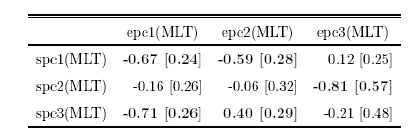 epc1(MLT) epc2(MLT) epc3(MLT)
spc1(MLT) -0.67 [0.24] -0.59 [0.28] 0.12 [0.25]
spc2(MLT) -0.16 [0.26] -0.06 [0.32] -0.81 [0.57]
spc3(MLT) -0.71 [0.26] 0.40 [0.29] -0.21 [0.48]